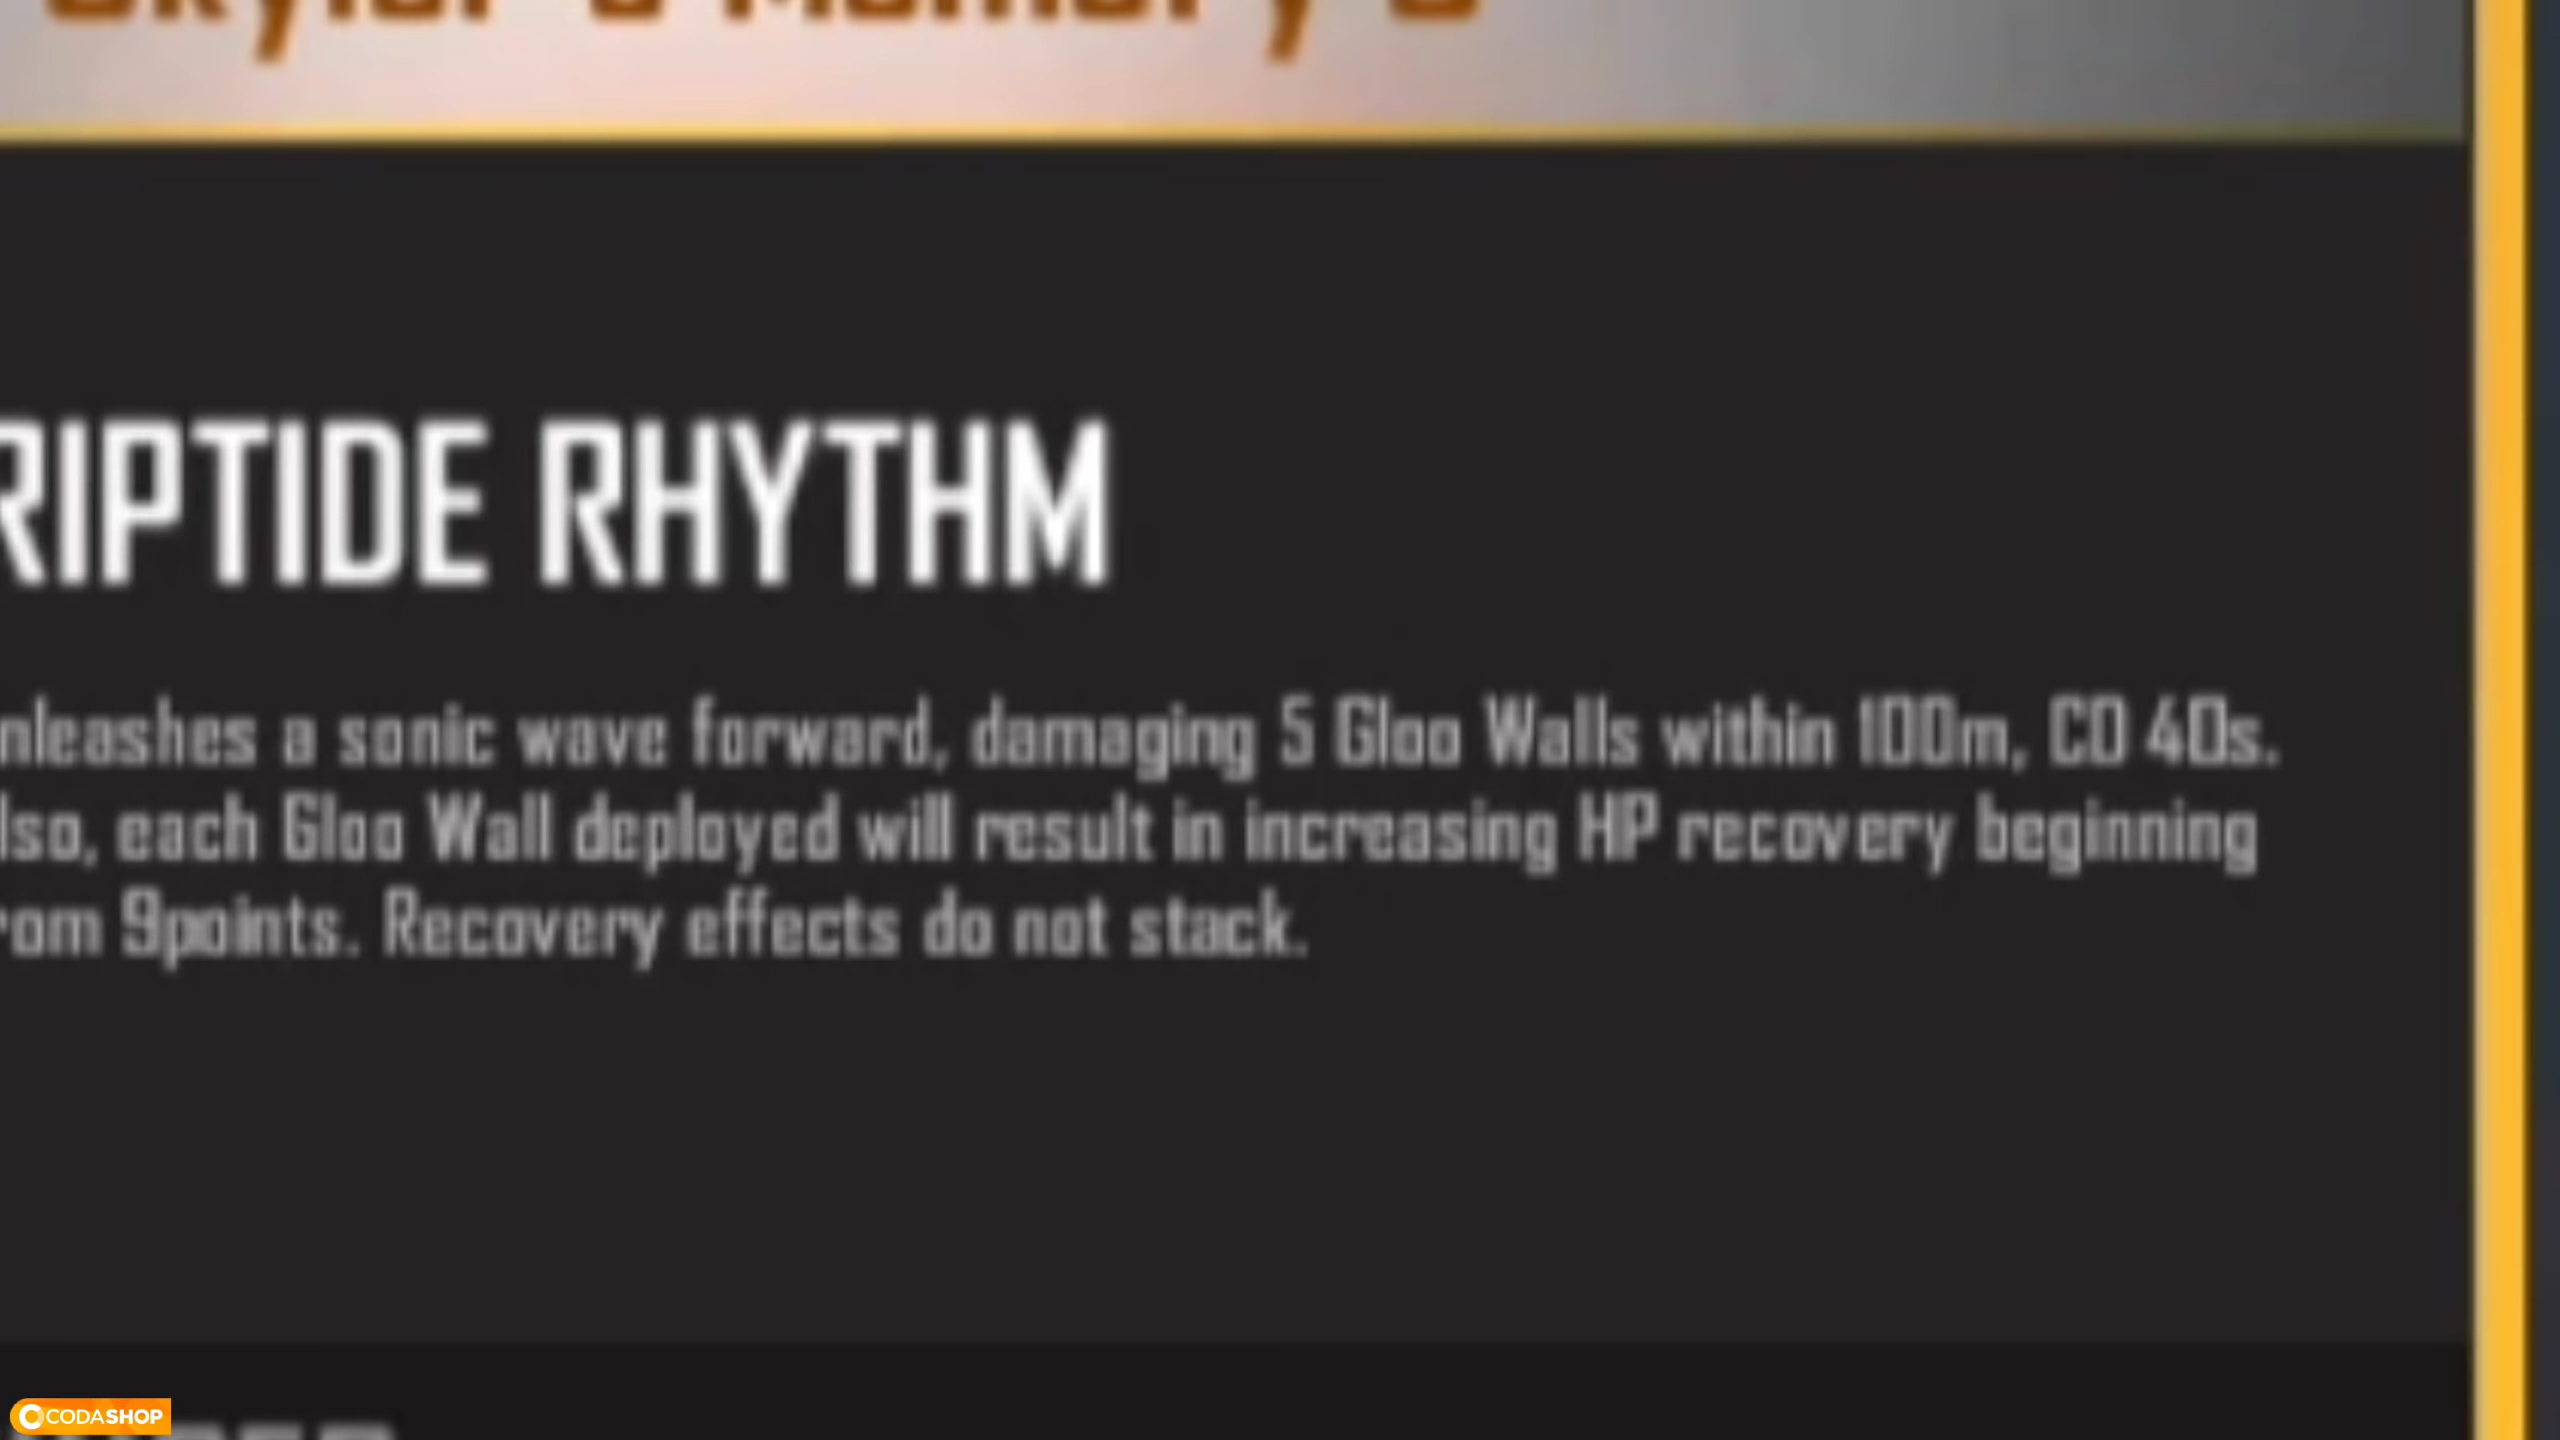 RIPTIDE RHYTHM
nleashes a sonic wave forward, damaging 5 Gloo Walls within 100m, CD 40s.
lso, each Gloo Wall deployed will result in increasing HP recovery beginning
rom 9points. Recovery effects do not stack.
CODASHOP